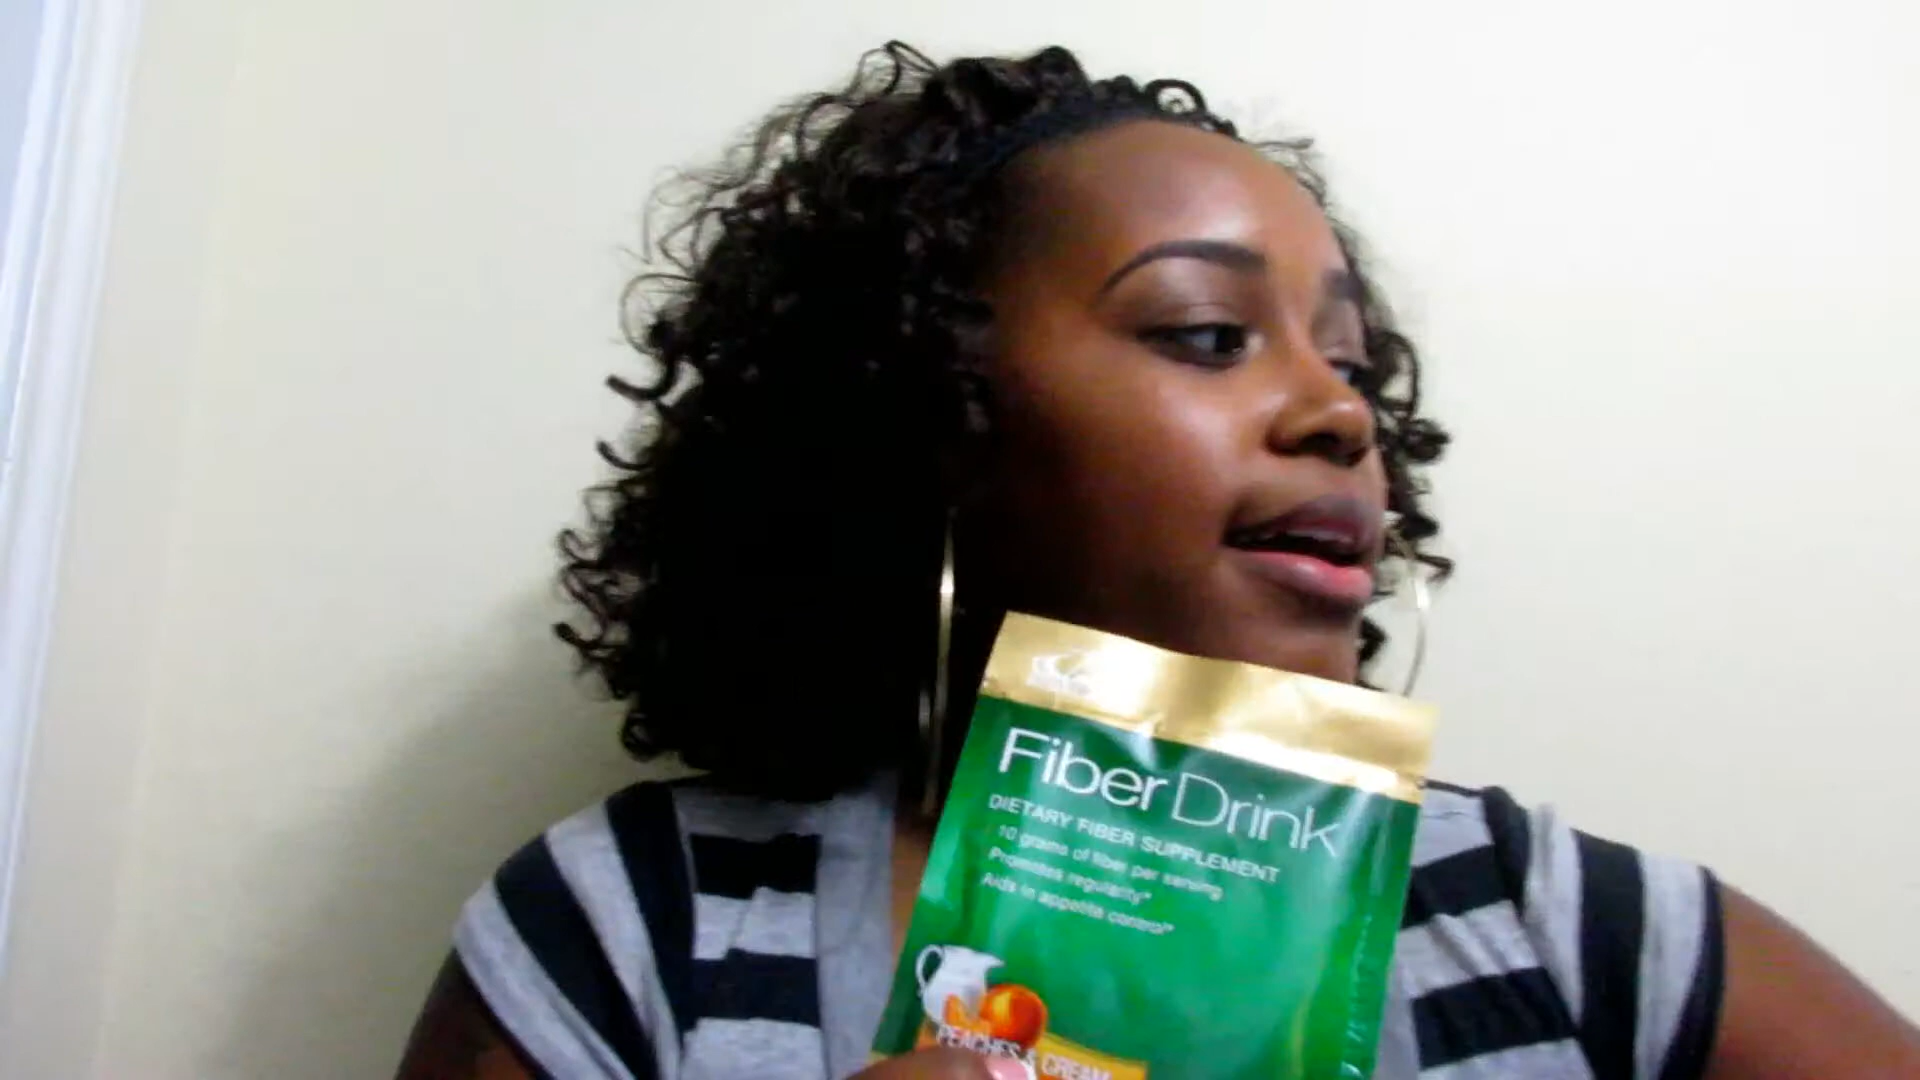 Fiber Drink
DIETARY FIBER SUPPLEMENT
10 grams of fiber per serving
Promotes regularity*
Aids in appetite control*
PEACHES & CREAM